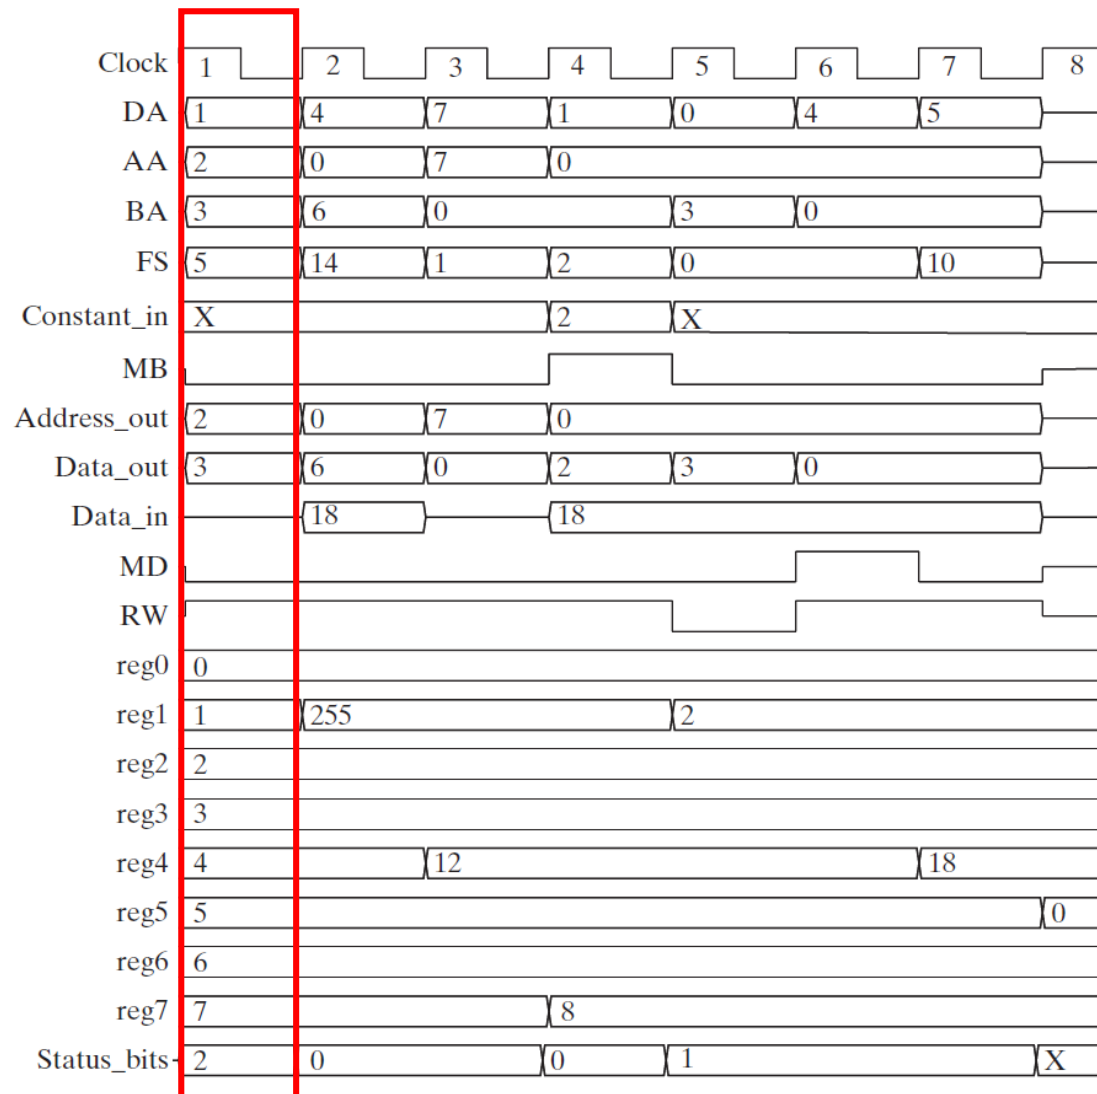 Clock 1 2 3 4 5 6 7 8
DA 1 4 7 1 0 4 5
AA 2 0 7 0
BA 3 6 0 3 0
FS 5 14 1 2 0 10
Constant_in X 2 X
MB
Address_out 2 0 7 0
Data_out 3 6 0 2 3 0
Data_in 18 18
MD
RW
reg0 0
reg1 1 255 2
reg2 2
reg3 3
reg4 4 12 18
reg5 5 0
reg6 6
reg7 7 8
Status_bits 2 0 0 1 X